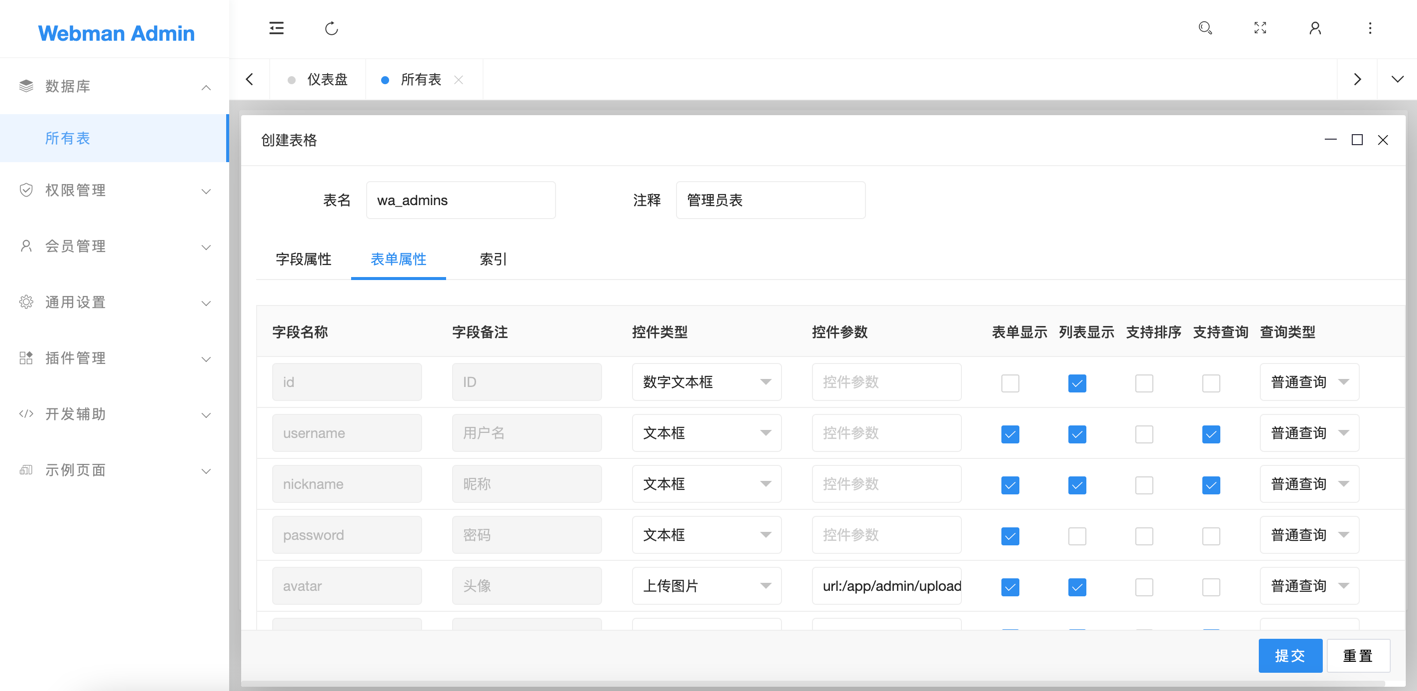 Webman Admin
数据库
所有表
权限管理
会员管理
通用设置
插件管理
开发辅助
示例页面
仪表盘 所有表
创建表格
表名 wa_admins 注释 管理员表
字段属性 表单属性 索引
字段名称 字段备注 控件类型 控件参数 表单显示 列表显示 支持排序 支持查询 查询类型
id ID 数字文本框 控件参数 普通查询
username 用户名 文本框 控件参数 普通查询
nickname 昵称 文本框 控件参数 普通查询
password 密码 文本框 控件参数 普通查询
avatar 头像 上传图片 url:/app/admin/upload 普通查询
提交 重置